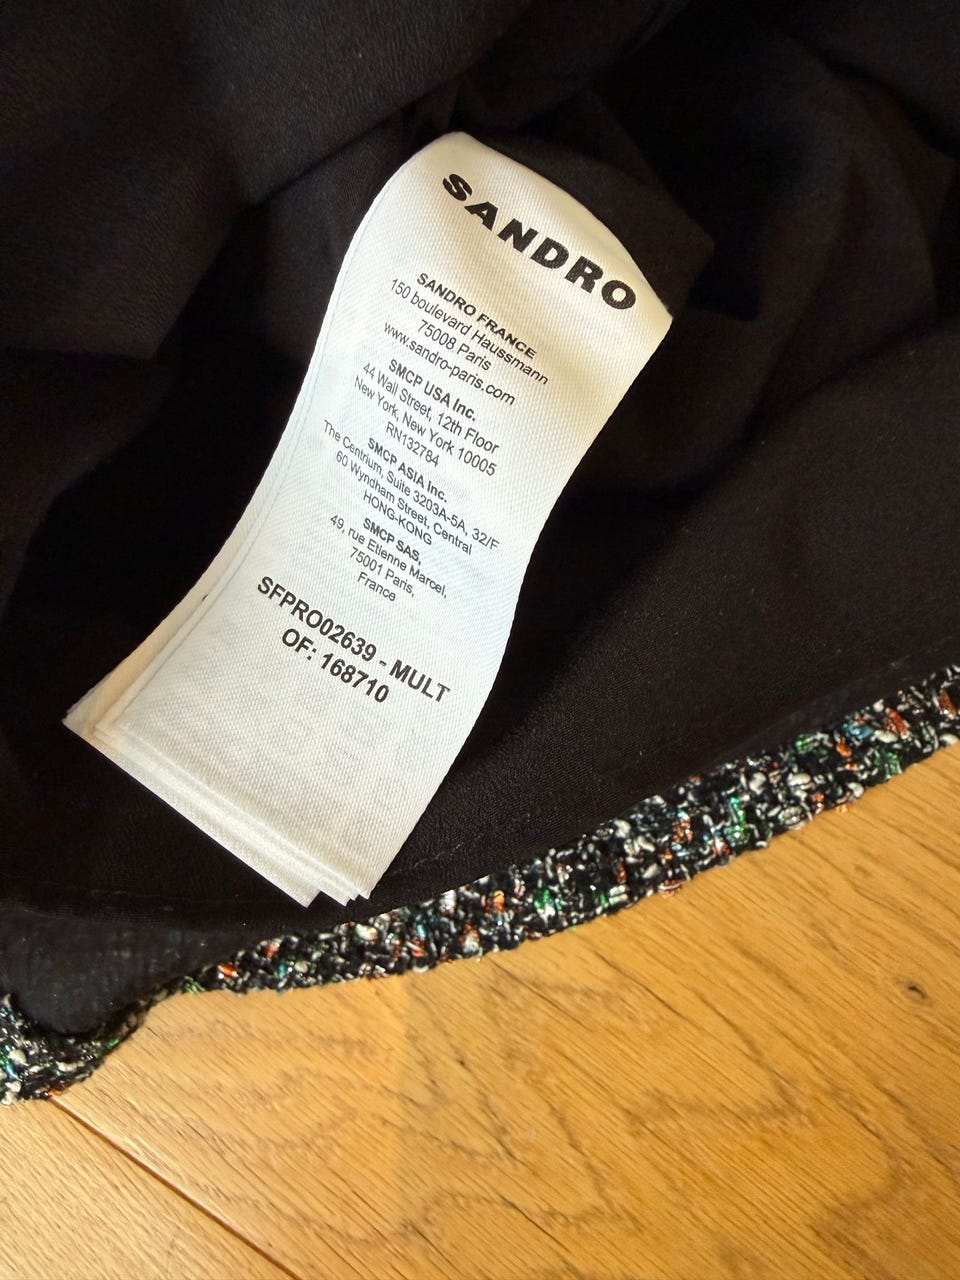 SANDRO
SANDRO FRANCE
150 boulevard Haussmann
75008 Paris
www.sandro-paris.com
SMCP USA Inc.
44 Wall Street, 12th Floor
New York, New York 10005
RN132784
SMCP ASIA Inc.
The Centrium, Suite 3203A-5A, 32/F
60 Wyndham Street, Central
HONG-KONG
SMCP SAS,
49, rue Etienne Marcel,
75001 Paris,
France
SFPRO02639 - MULT
OF: 168710